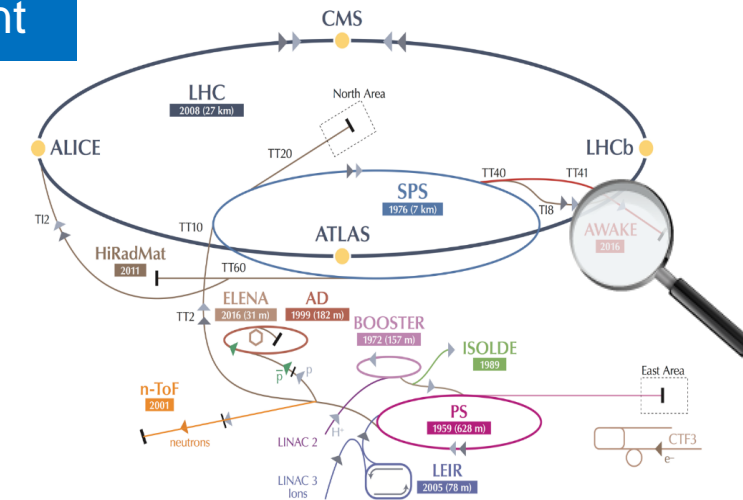 nt
CMS
LHC
2008 (27 km)
North Area
ALICE
TT20
LHCb
TT40
TT41
SPS
1976 (7 km)
TI2
TT10
TI8
ATLAS
AWAKE
2016
HiRadMat
2011
TT60
ELENA
2016 (31 m)
AD
1999 (182 m)
TT2
BOOSTER
1972 (157 m)
ISOLDE
1989
p
p̅
East Area
n-ToF
2001
PS
1959 (628 m)
H⁻
neutrons
LINAC 2
CTF3
e⁻
LEIR
2005 (78 m)
LINAC 3
Ions